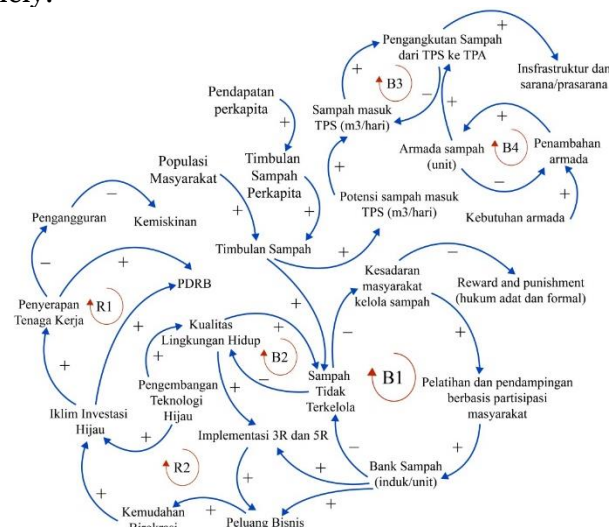 nely:
Pengangkutan Sampah
dari TPS ke TPA
+
Insfrastruktur dan
sarana/prasarana
+
B3
−
+
Pendapatan
perkapita
+
Sampah masuk
TPS (m3/hari)
Armada sampah
(unit)
+
B4
−
Penambahan
armada
+
Kebutuhan armada
Populasi
Masyarakat
Timbulan
Sampah
Perkapita
+
+
+
Potensi sampah masuk
TPS (m3/hari)
+
Pengangguran
−
Kemiskinan
Timbulan Sampah
+
Kesadaran
masyarakat
kelola sampah
−
Reward and punishment
(hukum adat dan formal)
−
+
PDRB
+
Penyerapan
Tenaga Kerja
R1
Kualitas
Lingkungan Hidup
+
B2
−
−
+
+
Sampah
Tidak
Terkelola
B1
Pelatihan dan pendampingan
berbasis partisipasi
masyarakat
+
+
+
Pengembangan
Teknologi
Hijau
Iklim Investasi
Hijau
+
Implementasi 3R dan 5R
+
−
+
Bank Sampah
(induk/unit)
R2
+
+
+
+
Kemudahan
Peluang Bisnis